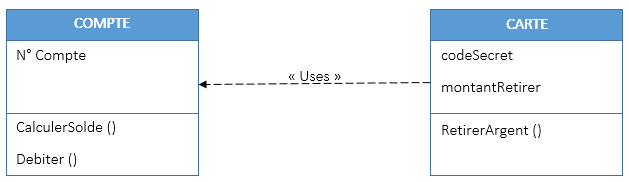 COMPTE
N° Compte
CalculerSolde ()
Debiter ()
« Uses »
CARTE
codeSecret
montantRetirer
RetirerArgent ()